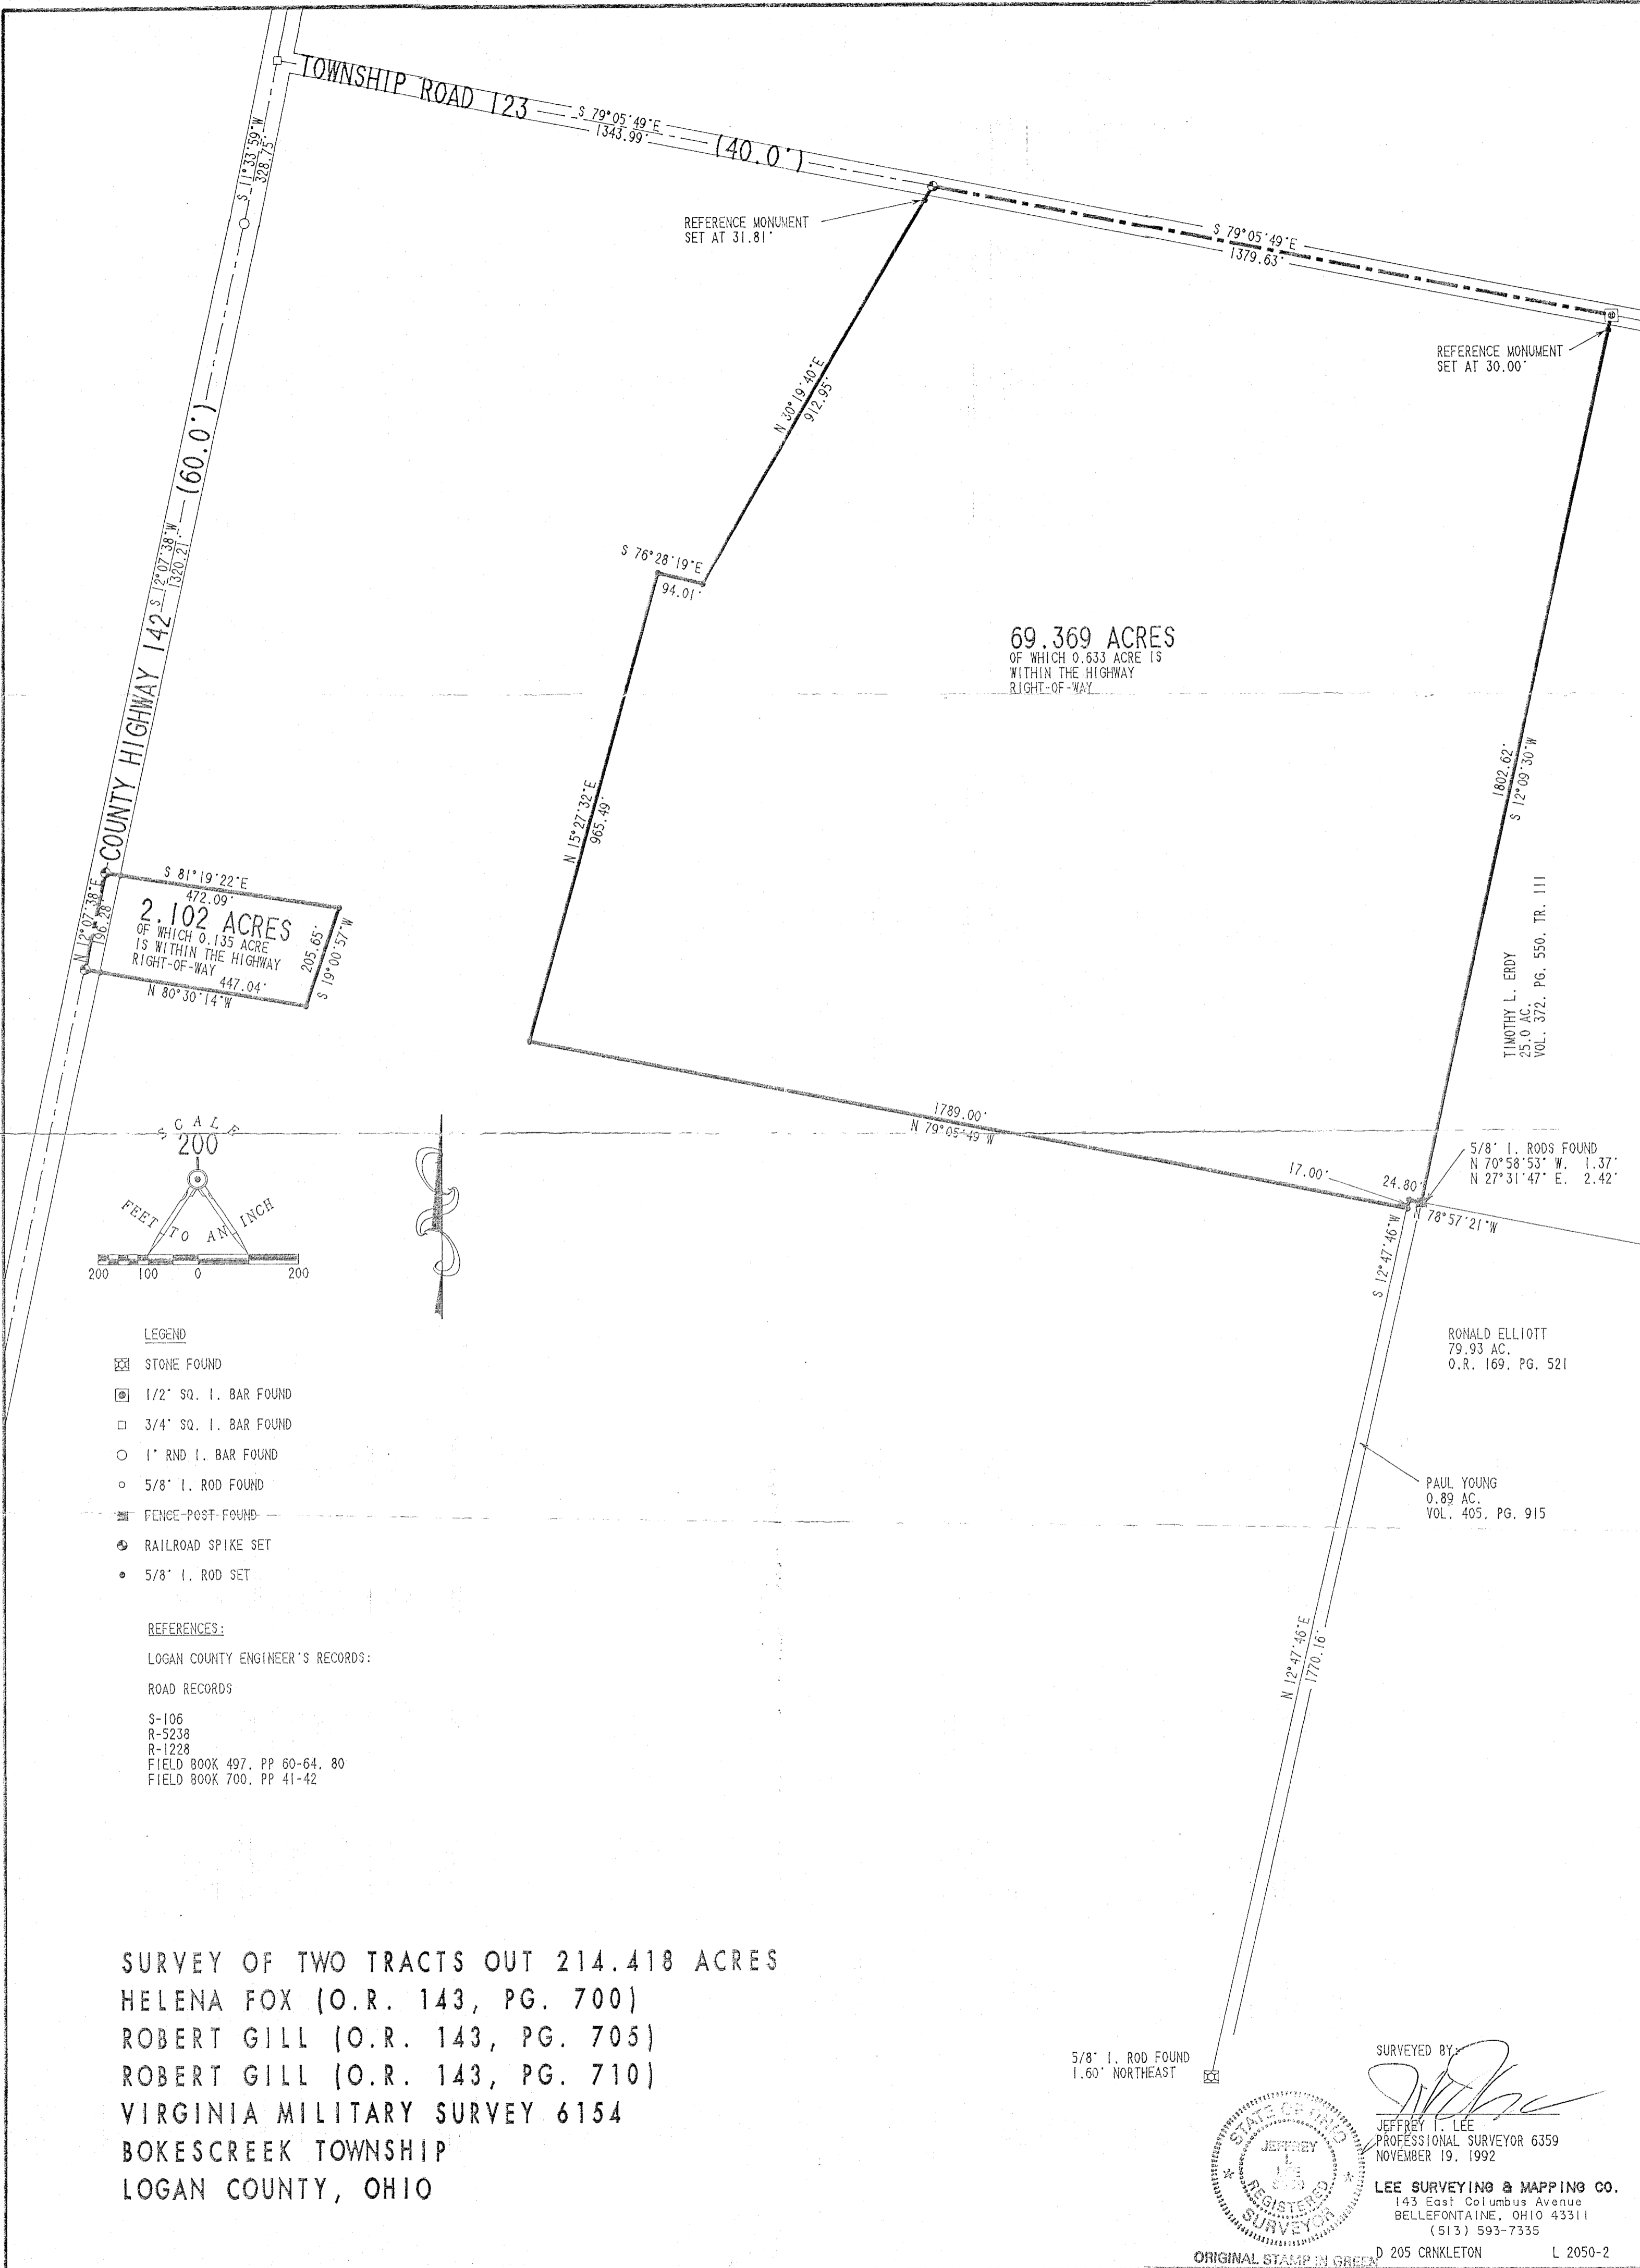 TOWNSHIP ROAD 123
S 79°05'49"E
1343.99'
(40.0')
S 11°33'59"W
328.75'
REFERENCE MONUMENT
SET AT 31.81'
S 79°05'49"E
1379.63'
REFERENCE MONUMENT
SET AT 30.00'
N 30°19'40"E
912.95'
(60.0')
S 12°07'38"W
1320.21'
COUNTY HIGHWAY 142
S 76°28'19"E
94.01'
69.369 ACRES
OF WHICH 0.633 ACRE IS
WITHIN THE HIGHWAY
RIGHT-OF-WAY
1802.62'
S 12°09'30"W
N 15°27'32"E
965.49'
S 81°19'22"E
472.09'
2.102 ACRES
OF WHICH 0.135 ACRE
IS WITHIN THE HIGHWAY
RIGHT-OF-WAY
N 12°07'38"E
196.28'
205.65'
S 19°00'57"W
447.04'
N 80°30'14"W
TIMOTHY L. ERDY
25.0 AC.
VOL. 372, PG. 550, TR. III
1789.00'
N 79°05'49"W
17.00'
24.80'
5/8" I. RODS FOUND
N 70°58'53" W, 1.37'
N 27°31'47" E, 2.42'
N 78°57'21"W
S 12°47'46"W
SCALE
200
FEET TO AN INCH
200 100 0 200
LEGEND
STONE FOUND
1/2" SQ. I. BAR FOUND
3/4" SQ. I. BAR FOUND
1" RND I. BAR FOUND
5/8" I. ROD FOUND
FENCE POST FOUND
RAILROAD SPIKE SET
5/8" I. ROD SET
RONALD ELLIOTT
79.93 AC.
O.R. 169, PG. 521
PAUL YOUNG
0.89 AC.
VOL. 405, PG. 915
N 12°47'46"E
1770.16'
REFERENCES:
LOGAN COUNTY ENGINEER'S RECORDS:
ROAD RECORDS
S-106
R-5238
R-1228
FIELD BOOK 497, PP 60-64, 80
FIELD BOOK 700, PP 41-42
SURVEY OF TWO TRACTS OUT 214.418 ACRES
HELENA FOX (O.R. 143, PG. 700)
ROBERT GILL (O.R. 143, PG. 705)
ROBERT GILL (O.R. 143, PG. 710)
VIRGINIA MILITARY SURVEY 6154
BOKESCREEK TOWNSHIP
LOGAN COUNTY, OHIO
5/8" I. ROD FOUND
1.60' NORTHEAST
STATE OF OHIO
JEFFREY
I.
LEE
REGISTERED
SURVEYOR
ORIGINAL STAMP IN GREEN
SURVEYED BY:
JEFFREY I. LEE
PROFESSIONAL SURVEYOR 6359
NOVEMBER 19, 1992
LEE SURVEYING & MAPPING CO.
143 East Columbus Avenue
BELLEFONTAINE, OHIO 43311
(513) 593-7335
D 205 CRNKLETON L 2050-2